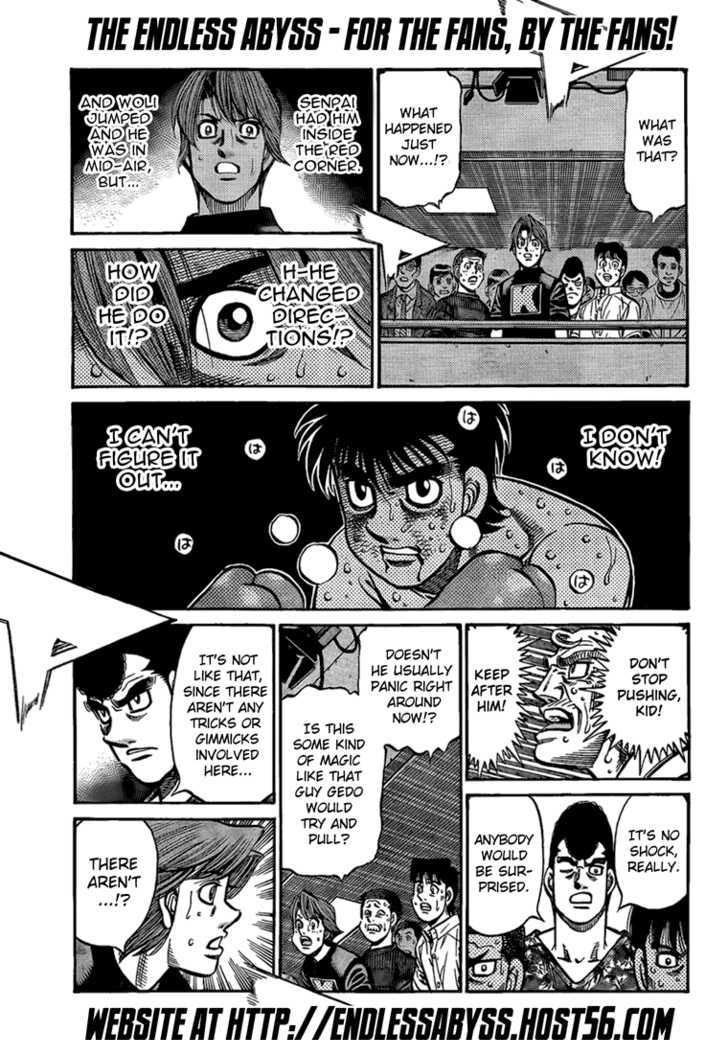 THE ENDLESS ABYSS - FOR THE FANS, BY THE FANS!
WHAT
WAS
THAT?
WHAT
HAPPENED
JUST
NOW...!?
K
SENPAI
HAD HIM
INSIDE
THE RED
CORNER.
AND WOLI
JUMPED
AND HE
WAS IN
MID-AIR,
BUT...
H-HE
CHANGED
DIREC-
TIONS!?
HOW
DID
HE DO
IT!?
I DON'T
KNOW!
は
は
は
は
は
I CAN'T
FIGURE IT
OUT...
DON'T
STOP
PUSHING,
KID!
KEEP
AFTER
HIM!
IT'S NO
SHOCK,
REALLY.
ANYBODY
WOULD
BE SUR-
PRISED.
DOESN'T
HE USUALLY
PANIC RIGHT
AROUND
NOW!?
IS THIS
SOME KIND
OF MAGIC
LIKE THAT
GUY GEDO
WOULD
TRY AND
PULL?
IT'S NOT
LIKE THAT,
SINCE THERE
AREN'T ANY
TRICKS OR
GIMMICKS
INVOLVED
HERE...
THERE
AREN'T
...!?
WEBSITE AT HTTP://ENDLESSABYSS.HOST56.COM